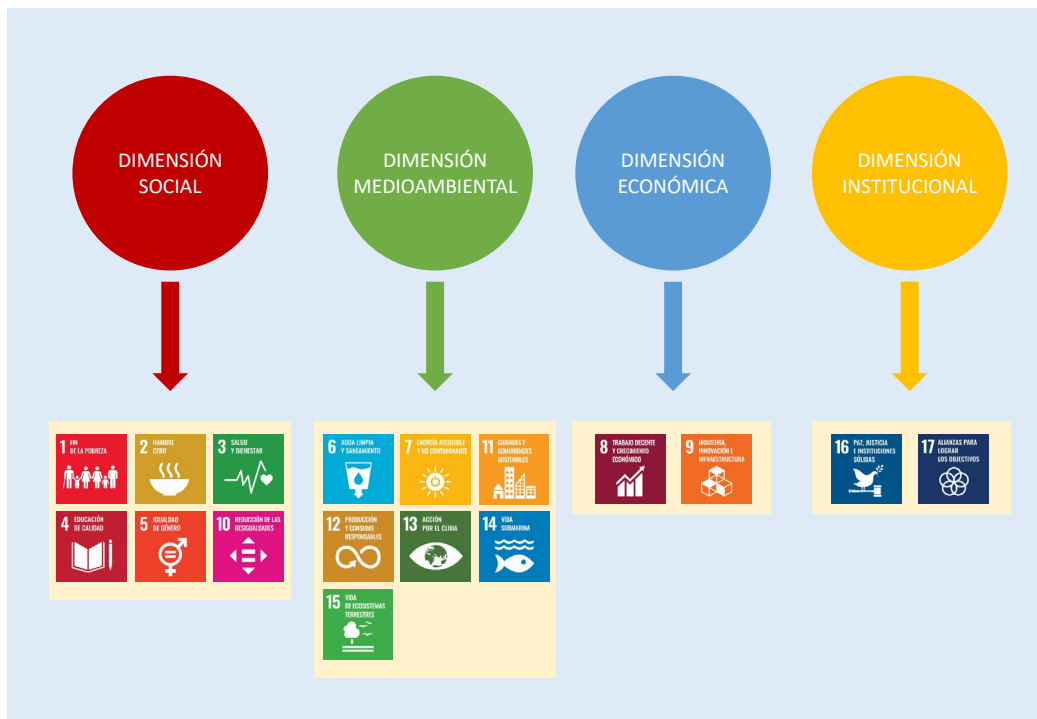 DIMENSIÓN
SOCIAL
DIMENSIÓN
MEDIOAMBIENTAL
DIMENSIÓN
ECONÓMICA
DIMENSIÓN
INSTITUCIONAL
1 FIN
DE LA POBREZA
2 HAMBRE
CERO
3 SALUD
Y BIENESTAR
4 EDUCACIÓN
DE CALIDAD
5 IGUALDAD
DE GÉNERO
10 REDUCCIÓN DE LAS
DESIGUALDADES
6 AGUA LIMPIA
Y SANEAMIENTO
7 ENERGÍA ASEQUIBLE
Y NO CONTAMINANTE
11 CIUDADES Y
COMUNIDADES
SOSTENIBLES
12 PRODUCCIÓN
Y CONSUMO
RESPONSABLES
13 ACCIÓN
POR EL CLIMA
14 VIDA
SUBMARINA
15 VIDA
DE ECOSISTEMAS
TERRESTRES
8 TRABAJO DECENTE
Y CRECIMIENTO
ECONÓMICO
9 INDUSTRIA,
INNOVACIÓN E
INFRAESTRUCTURA
16 PAZ, JUSTICIA
E INSTITUCIONES
SÓLIDAS
17 ALIANZAS PARA
LOGRAR
LOS OBJETIVOS